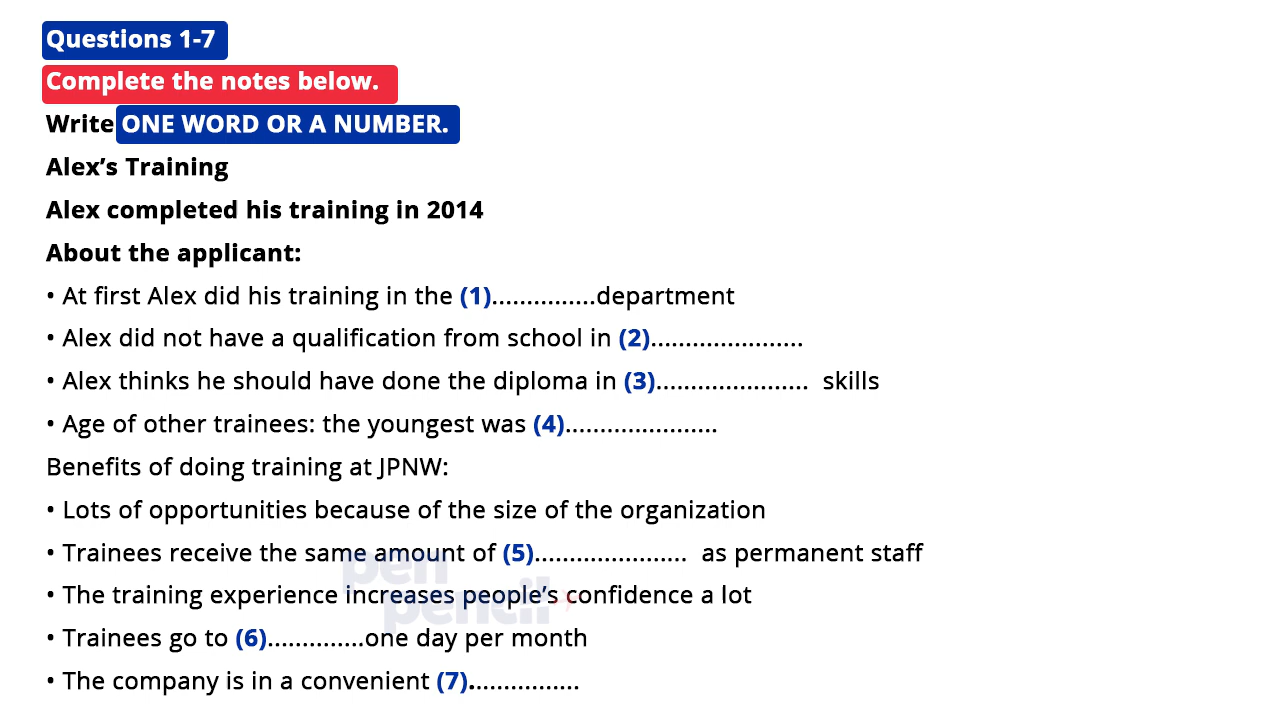 Questions 1-7
Complete the notes below.
Write ONE WORD OR A NUMBER.
Alex’s Training
Alex completed his training in 2014
About the applicant:
• At first Alex did his training in the (1)...............department
• Alex did not have a qualification from school in (2)......................
• Alex thinks he should have done the diploma in (3)...................... skills
• Age of other trainees: the youngest was (4)......................
Benefits of doing training at JPNW:
• Lots of opportunities because of the size of the organization
• Trainees receive the same amount of (5)...................... as permanent staff
• The training experience increases people’s confidence a lot
• Trainees go to (6)..............one day per month
• The company is in a convenient (7)................
pen
pencil